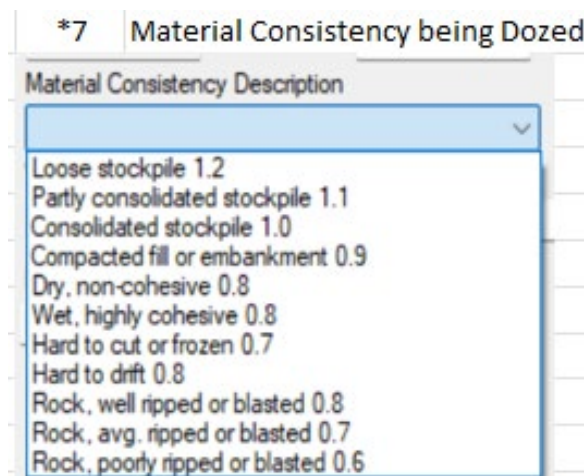 *7 Material Consistency being Dozed
Material Consistency Description
Loose stockpile 1.2
Partly consolidated stockpile 1.1
Consolidated stockpile 1.0
Compacted fill or embankment 0.9
Dry, non-cohesive 0.8
Wet, highly cohesive 0.8
Hard to cut or frozen 0.7
Hard to drift 0.8
Rock, well ripped or blasted 0.8
Rock, avg. ripped or blasted 0.7
Rock, poorly ripped or blasted 0.6